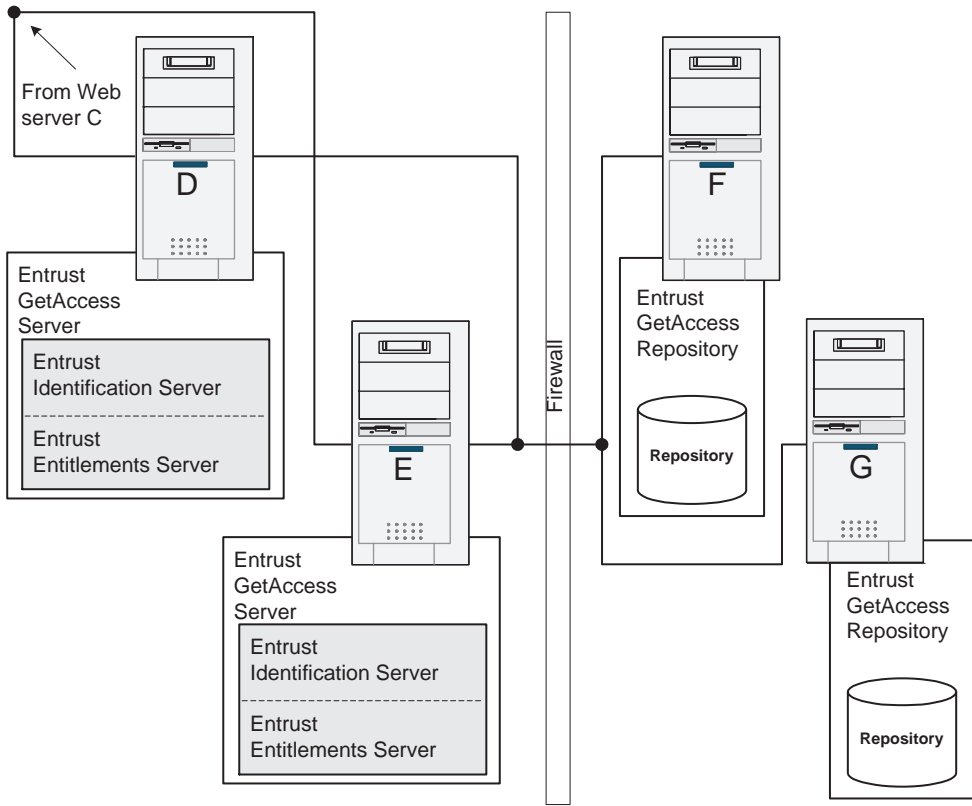 From Web
server C
D
Entrust
GetAccess
Server
Entrust
Identification Server
Entrust
Entitlements Server
E
Entrust
GetAccess
Server
Entrust
Identification Server
Entrust
Entitlements Server
Firewall
F
Entrust
GetAccess
Repository
Repository
G
Entrust
GetAccess
Repository
Repository